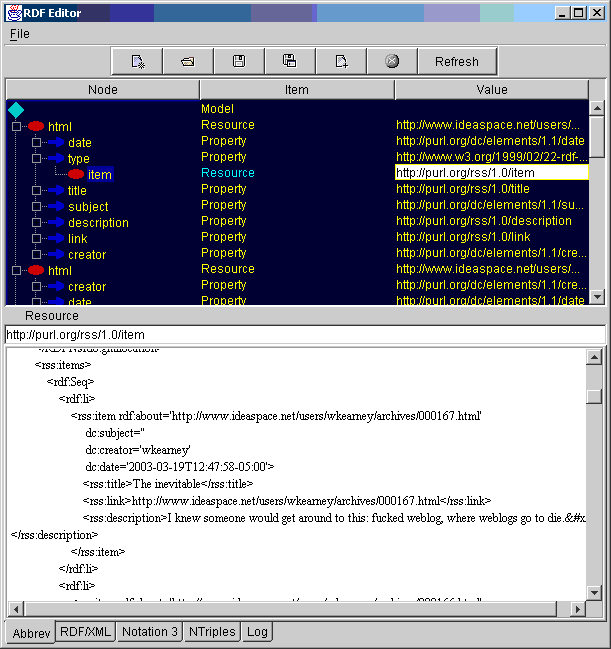 RDF Editor
File
Refresh
Node Item Value
Model
html Resource http://www.ideaspace.net/users/...
date Property http://purl.org/dc/elements/1.1/date
type Property http://www.w3.org/1999/02/22-rdf-...
item Resource http://purl.org/rss/1.0/item
title Property http://purl.org/rss/1.0/title
subject Property http://purl.org/dc/elements/1.1/su...
description Property http://purl.org/rss/1.0/description
link Property http://purl.org/rss/1.0/link
creator Property http://purl.org/dc/elements/1.1/cre...
html Resource http://www.ideaspace.net/users/...
creator Property http://purl.org/dc/elements/1.1/cre...
date Property http://purl.org/dc/elements/1.1/date
Resource
http://purl.org/rss/1.0/item
<rss:items>
<rdf:Seq>
<rdf:li>
<rss:item rdf:about='http://www.ideaspace.net/users/wkearney/archives/000167.html'
dc:subject=''
dc:creator='wkearney'
dc:date='2003-03-19T12:47:58-05:00'>
<rss:title>The inevitable</rss:title>
<rss:link>http://www.ideaspace.net/users/wkearney/archives/000167.html</rss:link>
<rss:description>I knew someone would get around to this: fucked weblog, where weblogs go to die.&#x
</rss:description>
</rss:item>
</rdf:li>
<rdf:li>
Abbrev RDF/XML Notation 3 NTriples Log